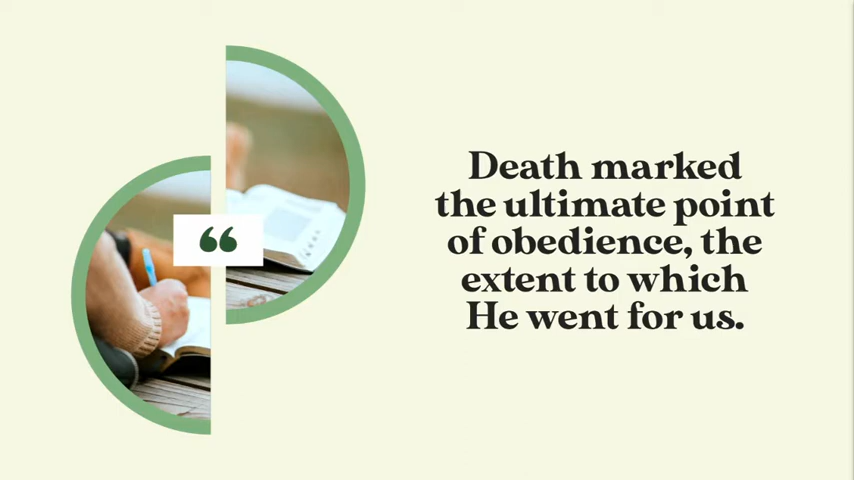 “
Death marked
the ultimate point
of obedience, the
extent to which
He went for us.